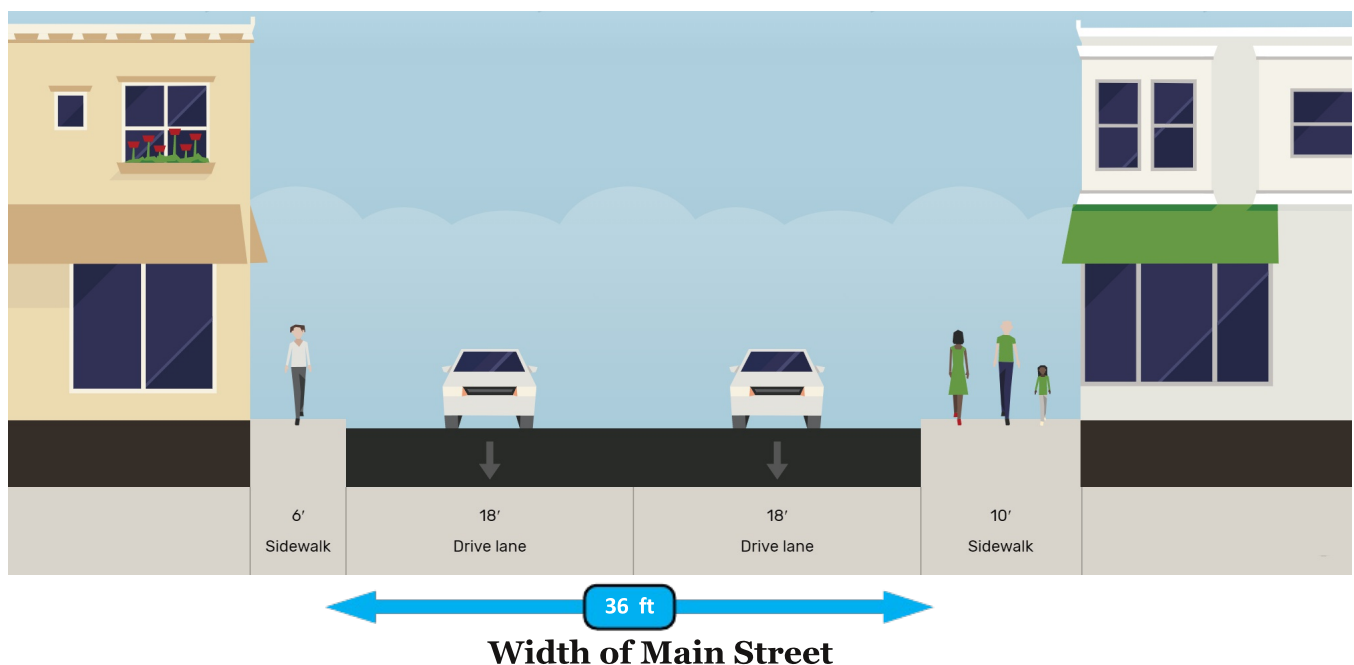 6′
Sidewalk
18′
Drive lane
18′
Drive lane
10′
Sidewalk
36 ft
Width of Main Street